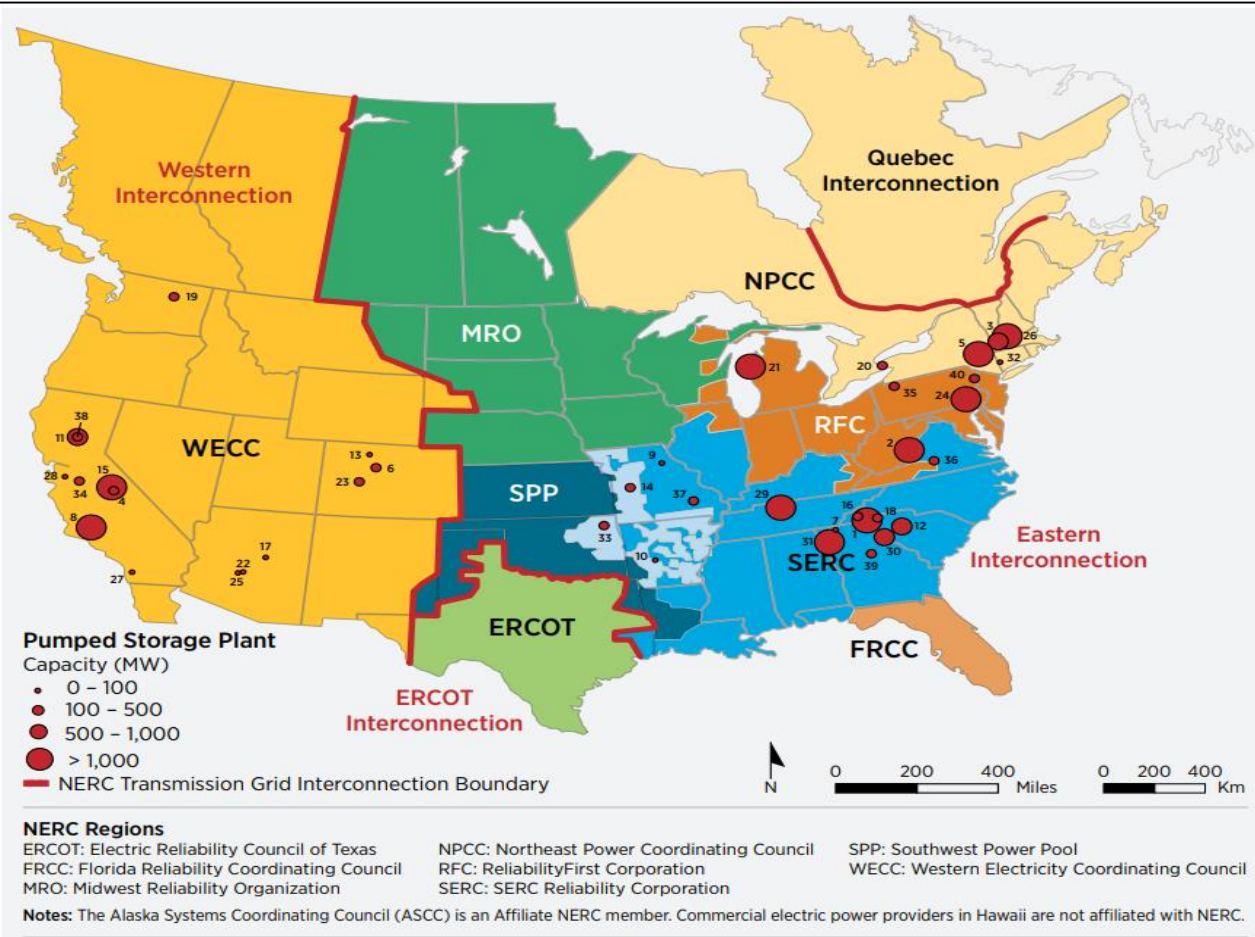 Western
Interconnection
Quebec
Interconnection
NPCC
MRO
19
3
26
5
32
20
40
21
35
24
RFC
38
11
WECC
2
36
13
6
9
28
15
34
4
23
SPP
14
37
29
16
18
12
8
33
7
1
31
30
SERC
39
Eastern
Interconnection
17
22
25
27
10
ERCOT
FRCC
ERCOT
Interconnection
Pumped Storage Plant
Capacity (MW)
0 – 100
100 – 500
500 – 1,000
> 1,000
NERC Transmission Grid Interconnection Boundary
N
0 200 400 Miles
0 200 400 Km
NERC Regions
ERCOT: Electric Reliability Council of Texas
FRCC: Florida Reliability Coordinating Council
MRO: Midwest Reliability Organization
NPCC: Northeast Power Coordinating Council
RFC: ReliabilityFirst Corporation
SERC: SERC Reliability Corporation
SPP: Southwest Power Pool
WECC: Western Electricity Coordinating Council
Notes: The Alaska Systems Coordinating Council (ASCC) is an Affiliate NERC member. Commercial electric power providers in Hawaii are not affiliated with NERC.